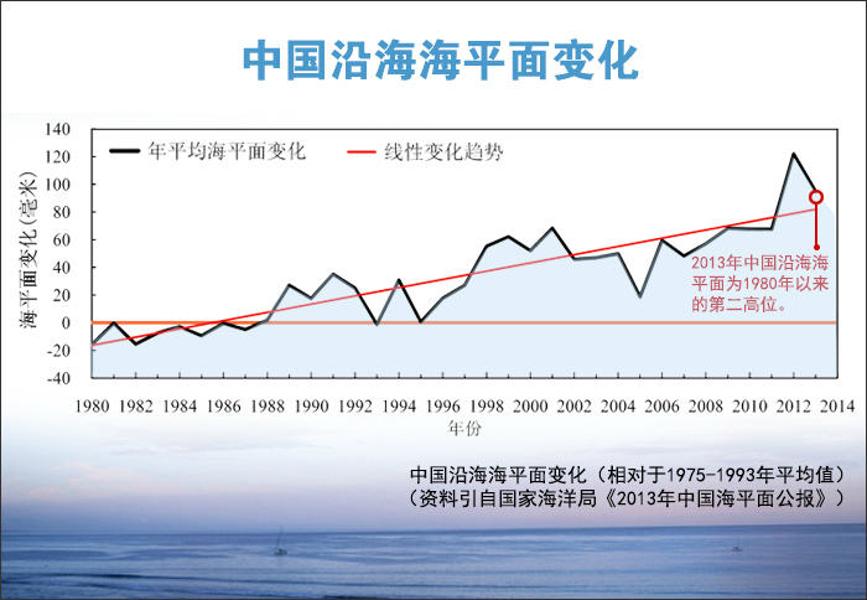 中国沿海海平面变化
140
120
100
80
60
40
20
0
-20
-40
海平面变化(毫米)
年平均海平面变化
线性变化趋势
2013年中国沿海海
平面为1980年以来
的第二高位。
1980 1982 1984 1986 1988 1990 1992 1994 1996 1998 2000 2002 2004 2006 2008 2010 2012 2014
年份
中国沿海海平面变化（相对于1975-1993年平均值）
（资料引自国家海洋局《2013年中国海平面公报》）